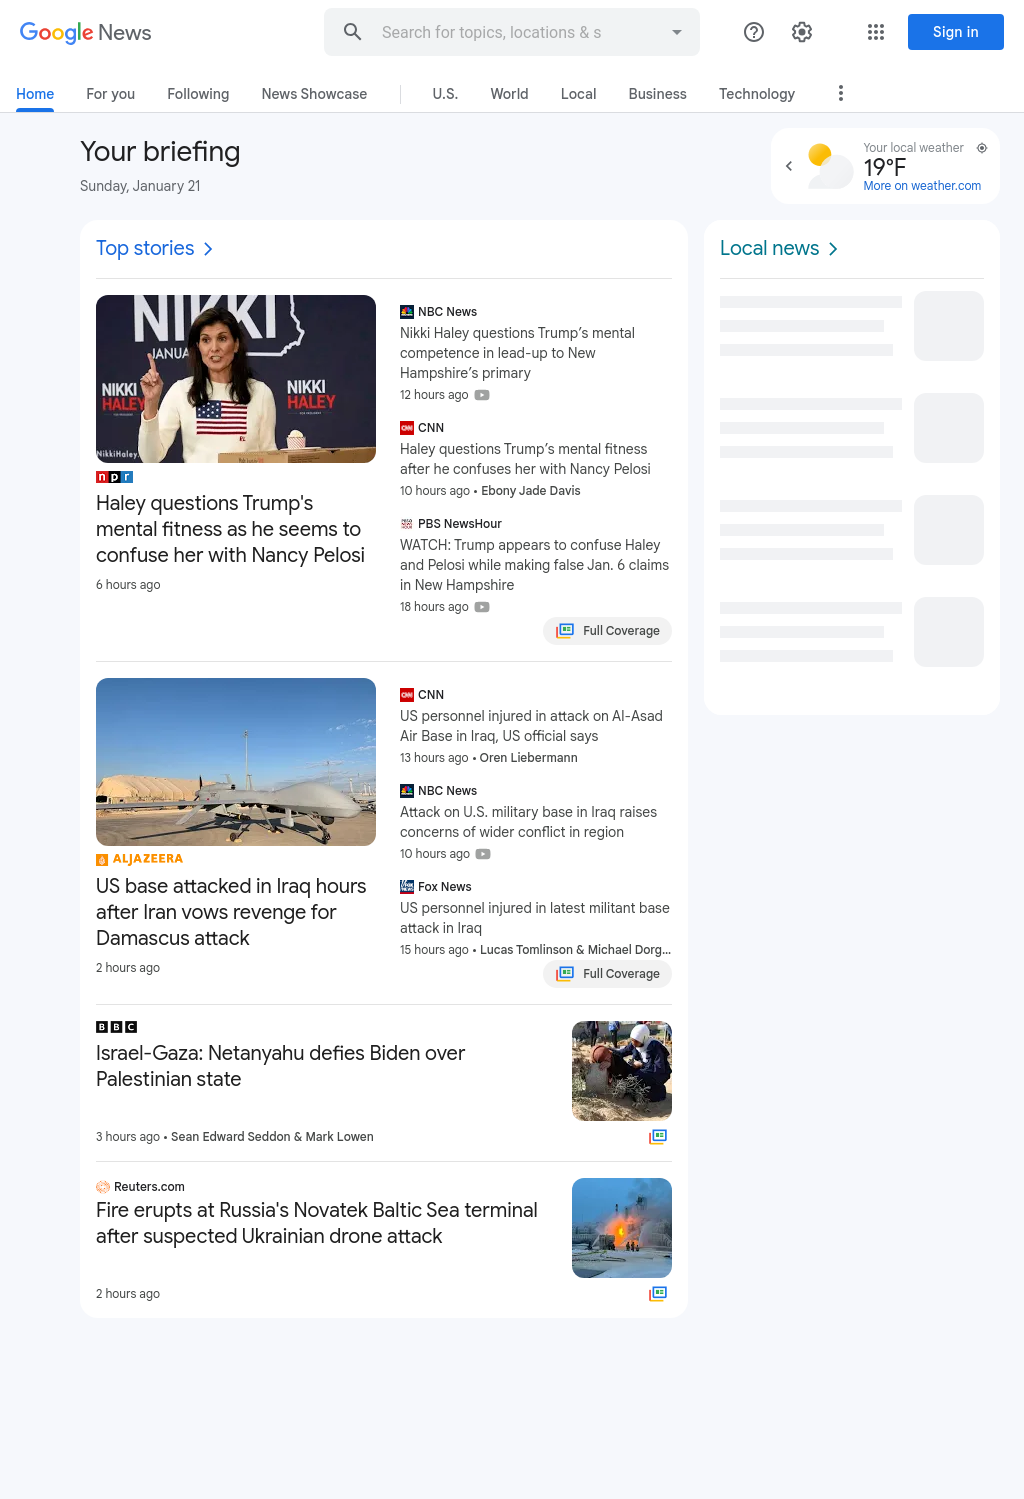 Google News
Search for topics, locations & s
Sign in
Home
For you
Following
News Showcase
U.S.
World
Local
Business
Technology
Your briefing
Sunday, January 21
Your local weather
19°F
More on weather.com
Top stories
NIKKI
JANUA
NIKKI
HALEY
NIKKI
HALEY
NikkiHaley.
npr
Haley questions Trump's
mental fitness as he seems to
confuse her with Nancy Pelosi
6 hours ago
NBC News
Nikki Haley questions Trump’s mental
competence in lead-up to New
Hampshire’s primary
12 hours ago
CNN
CNN
Haley questions Trump’s mental fitness
after he confuses her with Nancy Pelosi
10 hours ago • Ebony Jade Davis
PBS NewsHour
WATCH: Trump appears to confuse Haley
and Pelosi while making false Jan. 6 claims
in New Hampshire
18 hours ago
Full Coverage
ALJAZEERA
US base attacked in Iraq hours
after Iran vows revenge for
Damascus attack
2 hours ago
CNN
CNN
US personnel injured in attack on Al-Asad
Air Base in Iraq, US official says
13 hours ago • Oren Liebermann
NBC News
Attack on U.S. military base in Iraq raises
concerns of wider conflict in region
10 hours ago
Fox News
US personnel injured in latest militant base
attack in Iraq
15 hours ago • Lucas Tomlinson & Michael Dorg...
Full Coverage
BBC
Israel-Gaza: Netanyahu defies Biden over
Palestinian state
3 hours ago • Sean Edward Seddon & Mark Lowen
Reuters.com
Fire erupts at Russia's Novatek Baltic Sea terminal
after suspected Ukrainian drone attack
2 hours ago
Local news